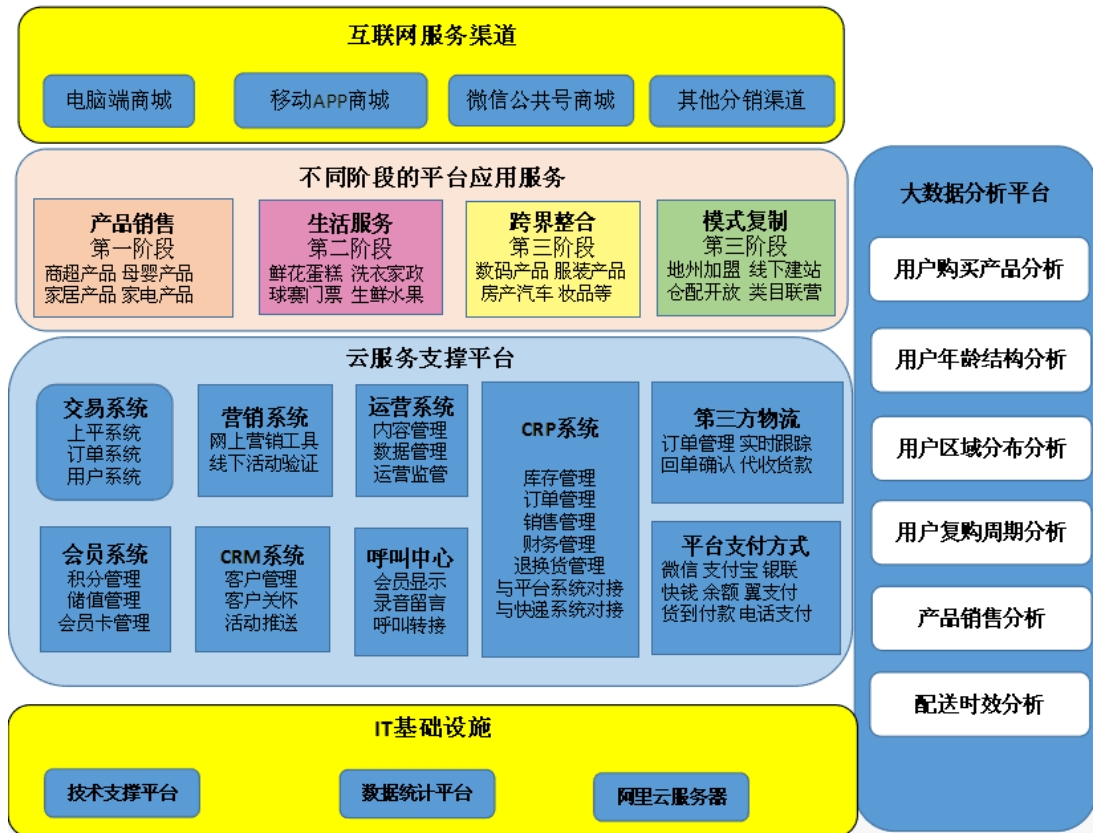 互联网服务渠道
电脑端商城
移动APP商城
微信公共号商城
其他分销渠道
不同阶段的平台应用服务
产品销售
第一阶段
商超产品 母婴产品
家居产品 家电产品
生活服务
第二阶段
鲜花蛋糕 洗衣家政
球赛门票 生鲜水果
跨界整合
第三阶段
数码产品 服装产品
房产汽车 妆品等
模式复制
第三阶段
地州加盟 线下建站
仓配开放 类目联营
云服务支撑平台
交易系统
上平系统
订单系统
用户系统
营销系统
网上营销工具
线下活动验证
运营系统
内容管理
数据管理
运营监管
CRP系统
库存管理
订单管理
销售管理
财务管理
退换货管理
与平台系统对接
与快递系统对接
第三方物流
订单管理 实时跟踪
回单确认 代收货款
会员系统
积分管理
储值管理
会员卡管理
CRM系统
客户管理
客户关怀
活动推送
呼叫中心
会员显示
录音留言
呼叫转接
平台支付方式
微信 支付宝 银联
快钱 余额 翼支付
货到付款 电话支付
IT基础设施
技术支撑平台
数据统计平台
阿里云服务器
大数据分析平台
用户购买产品分析
用户年龄结构分析
用户区域分布分析
用户复购周期分析
产品销售分析
配送时效分析